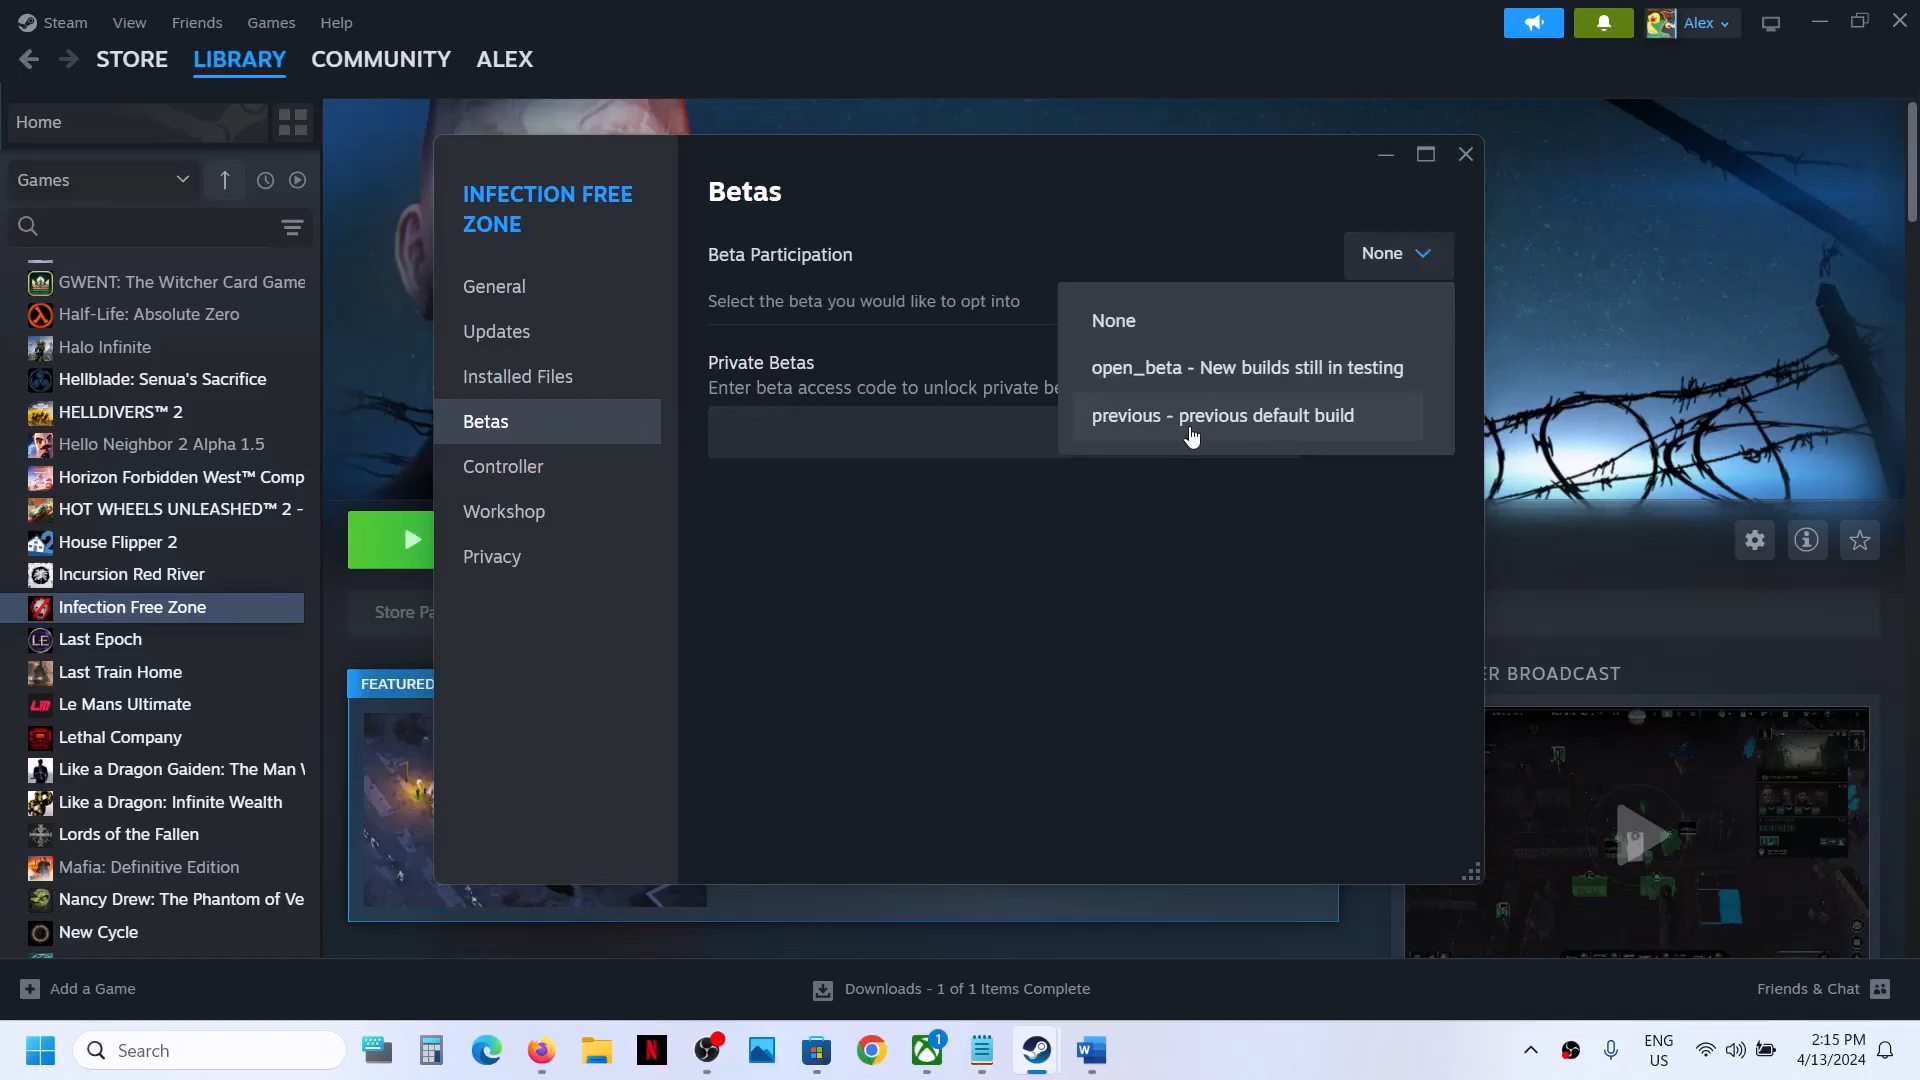 Steam View Friends Games Help
Alex
STORE LIBRARY COMMUNITY ALEX
Home
Games
GWENT: The Witcher Card Game
Half-Life: Absolute Zero
Halo Infinite
Hellblade: Senua's Sacrifice
HELLDIVERS™ 2
Hello Neighbor 2 Alpha 1.5
Horizon Forbidden West™ Comp
HOT WHEELS UNLEASHED™ 2 -
House Flipper 2
Incursion Red River
Infection Free Zone
Last Epoch
Last Train Home
Le Mans Ultimate
Lethal Company
Like a Dragon Gaiden: The Man
Like a Dragon: Infinite Wealth
Lords of the Fallen
Mafia: Definitive Edition
Nancy Drew: The Phantom of Ve
New Cycle
INFECTION FREE
ZONE
General
Updates
Installed Files
Betas
Controller
Workshop
Privacy
Betas
Beta Participation
None
Select the beta you would like to opt into
None
open_beta - New builds still in testing
previous - previous default build
Private Betas
Enter beta access code to unlock private be
Store Pa
FEATURED
ER BROADCAST
Add a Game
Downloads - 1 of 1 Items Complete
Friends & Chat
Search
1
ENG
US
2:15 PM
4/13/2024